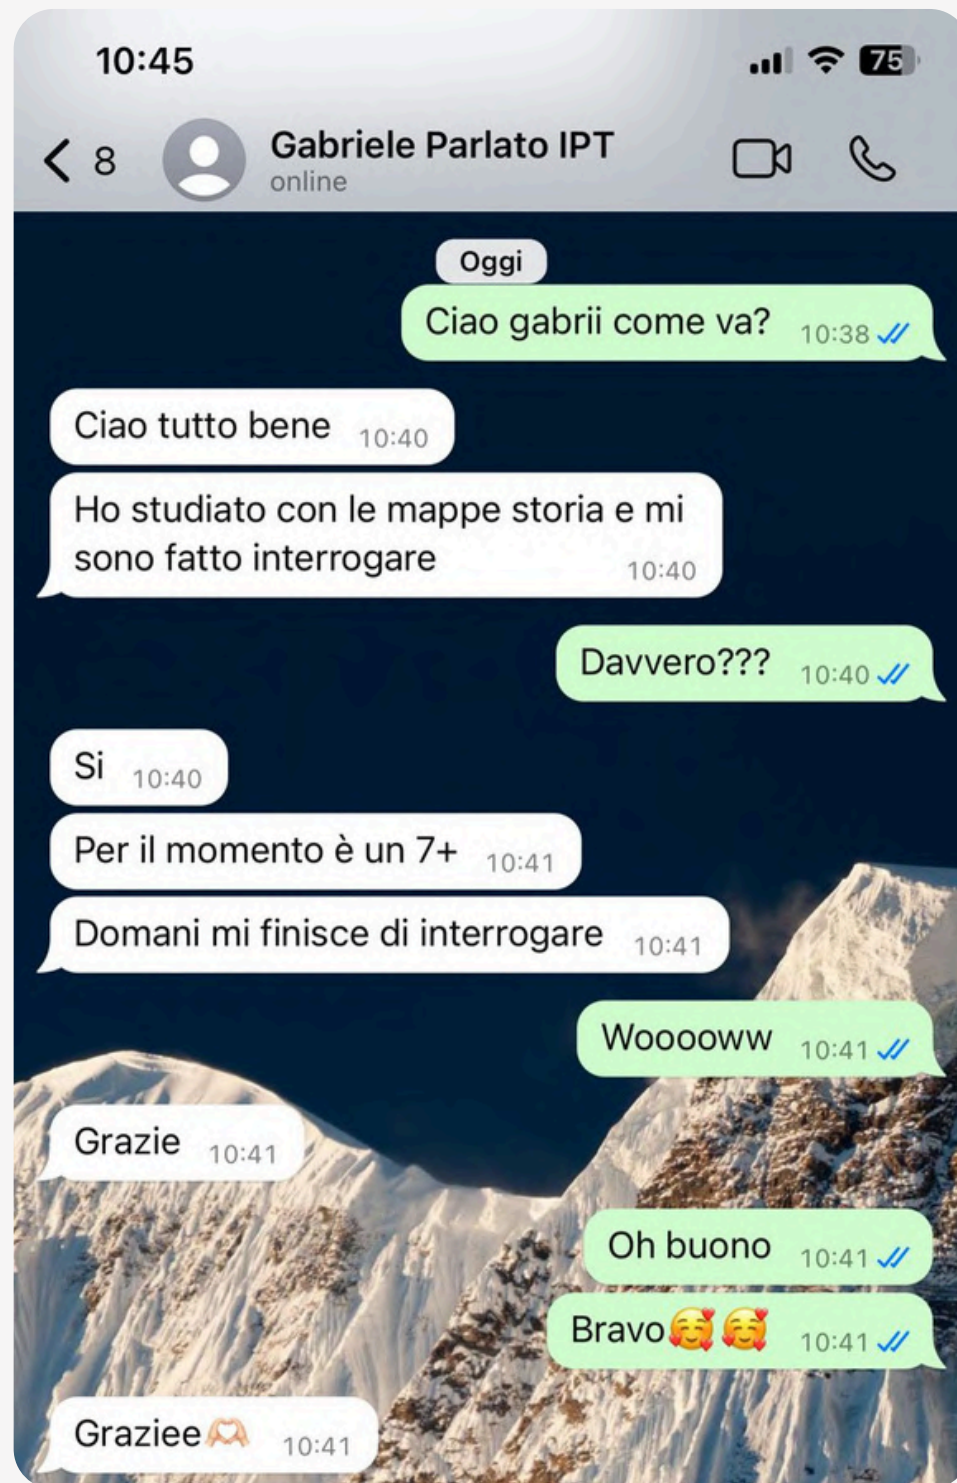 10:45
75
8
Gabriele Parlato IPT
online
Oggi
Ciao gabrii come va? 10:38
Ciao tutto bene 10:40
Ho studiato con le mappe storia e mi
sono fatto interrogare 10:40
Davvero??? 10:40
Si 10:40
Per il momento è un 7+ 10:41
Domani mi finisce di interrogare 10:41
Wooooww 10:41
Grazie 10:41
Oh buono 10:41
Bravo🥰🥰 10:41
Graziee🫶🏻 10:41